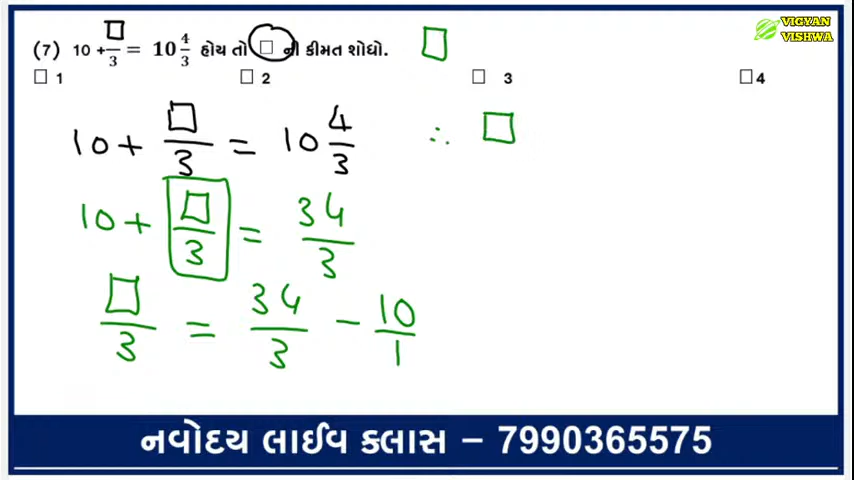 VIGYAN
VISHWA
(7) 10 + □/3 = 10 4/3 હોય તો □ ની કીમત શોધો. □
□ 1 □ 2 □ 3 □ 4
10 + □/3 = 10 4/3 ∴ □
10 + □/3 = 34/3
□/3 = 34/3 - 10/1
નવોદય લાઈવ ક્લાસ – 7990365575